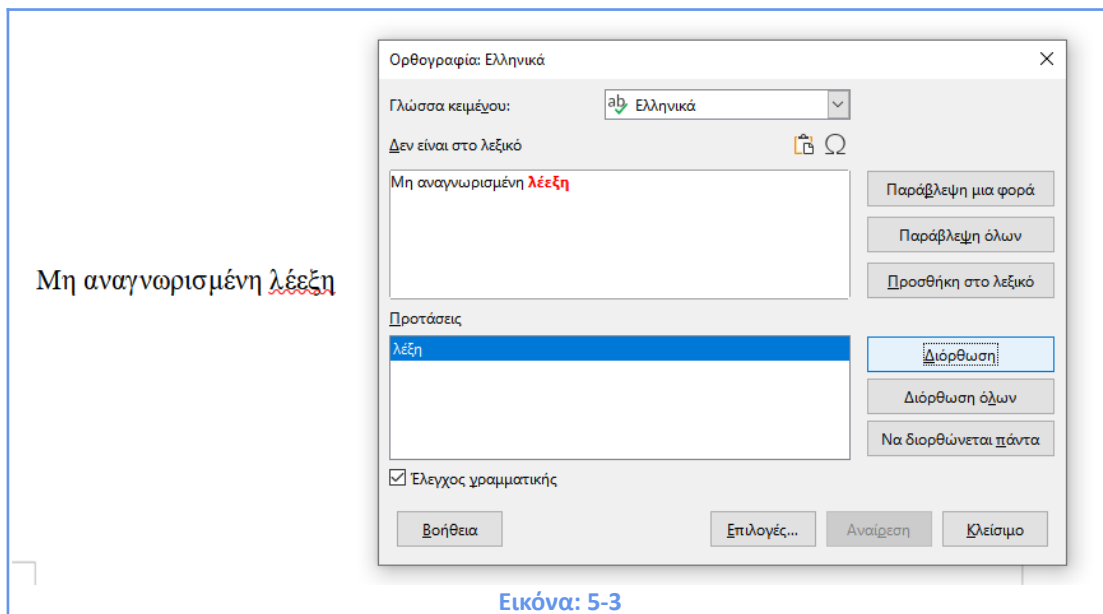 Ορθογραφία: Ελληνικά
Γλώσσα κειμένου:
Ελληνικά
Δεν είναι στο λεξικό
Μη αναγνωρισμένη λέεξη
Παράβλεψη μια φορά
Παράβλεψη όλων
Προσθήκη στο λεξικό
Μη αναγνωρισμένη λέεξη
Προτάσεις
λέξη
Διόρθωση
Διόρθωση όλων
Να διορθώνεται πάντα
Έλεγχος γραμματικής
Βοήθεια
Επιλογές...
Αναίρεση
Κλείσιμο
Εικόνα: 5-3